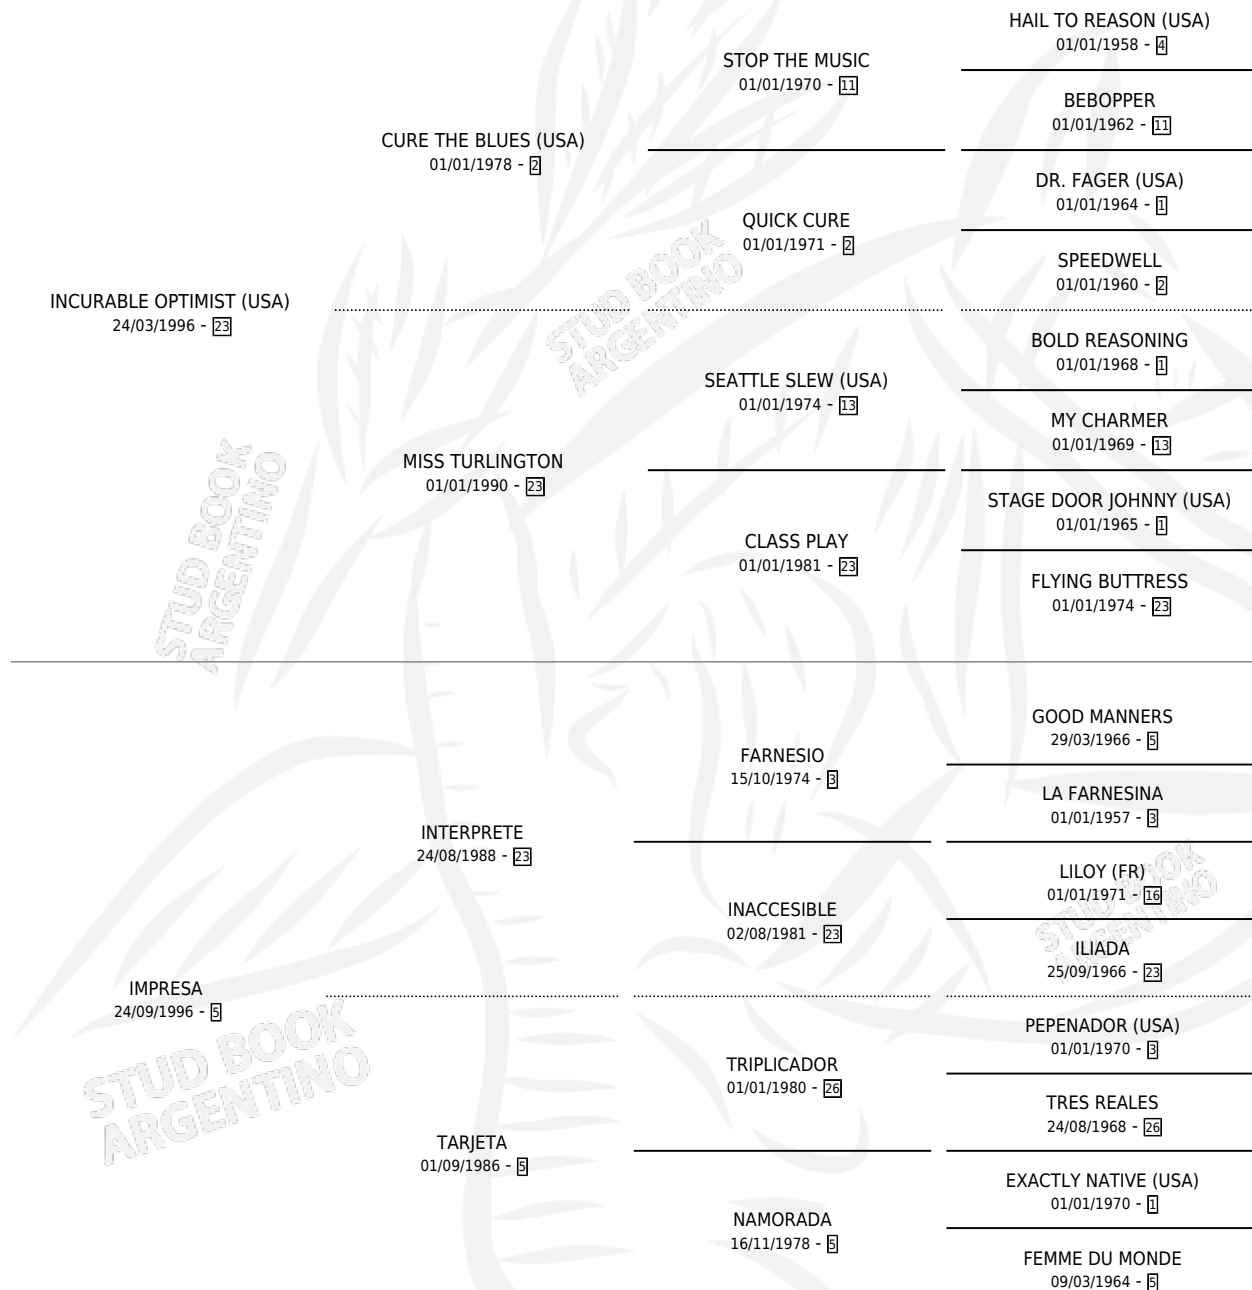 HAIL TO REASON (USA)
01/01/1958 - 4
STOP THE MUSIC
01/01/1970 - 11
BEBOPPER
01/01/1962 - 11
CURE THE BLUES (USA)
01/01/1978 - 2
DR. FAGER (USA)
01/01/1964 - 1
QUICK CURE
01/01/1971 - 2
SPEEDWELL
01/01/1960 - 2
INCURABLE OPTIMIST (USA)
24/03/1996 - 23
STUD BOOK
ARGENTINO
BOLD REASONING
01/01/1968 - 1
SEATTLE SLEW (USA)
01/01/1974 - 13
MY CHARMER
01/01/1969 - 13
MISS TURLINGTON
01/01/1990 - 23
STAGE DOOR JOHNNY (USA)
01/01/1965 - 1
CLASS PLAY
01/01/1981 - 23
FLYING BUTTRESS
01/01/1974 - 23
STUD BOOK
ARGENTINO
GOOD MANNERS
29/03/1966 - 5
FARNESIO
15/10/1974 - 3
LA FARNESINA
01/01/1957 - 3
INTERPRETE
24/08/1988 - 23
LILOY (FR)
01/01/1971 - 16
INACCESIBLE
02/08/1981 - 23
STUD BOOK
ARGENTINO
ILIADA
25/09/1966 - 23
IMPRESA
24/09/1996 - 5
STUD BOOK
ARGENTINO
PEPENADOR (USA)
01/01/1970 - 3
TRIPLICADOR
01/01/1980 - 26
TRES REALES
24/08/1968 - 26
TARJETA
01/09/1986 - 5
EXACTLY NATIVE (USA)
01/01/1970 - 1
NAMORADA
16/11/1978 - 5
FEMME DU MONDE
09/03/1964 - 5